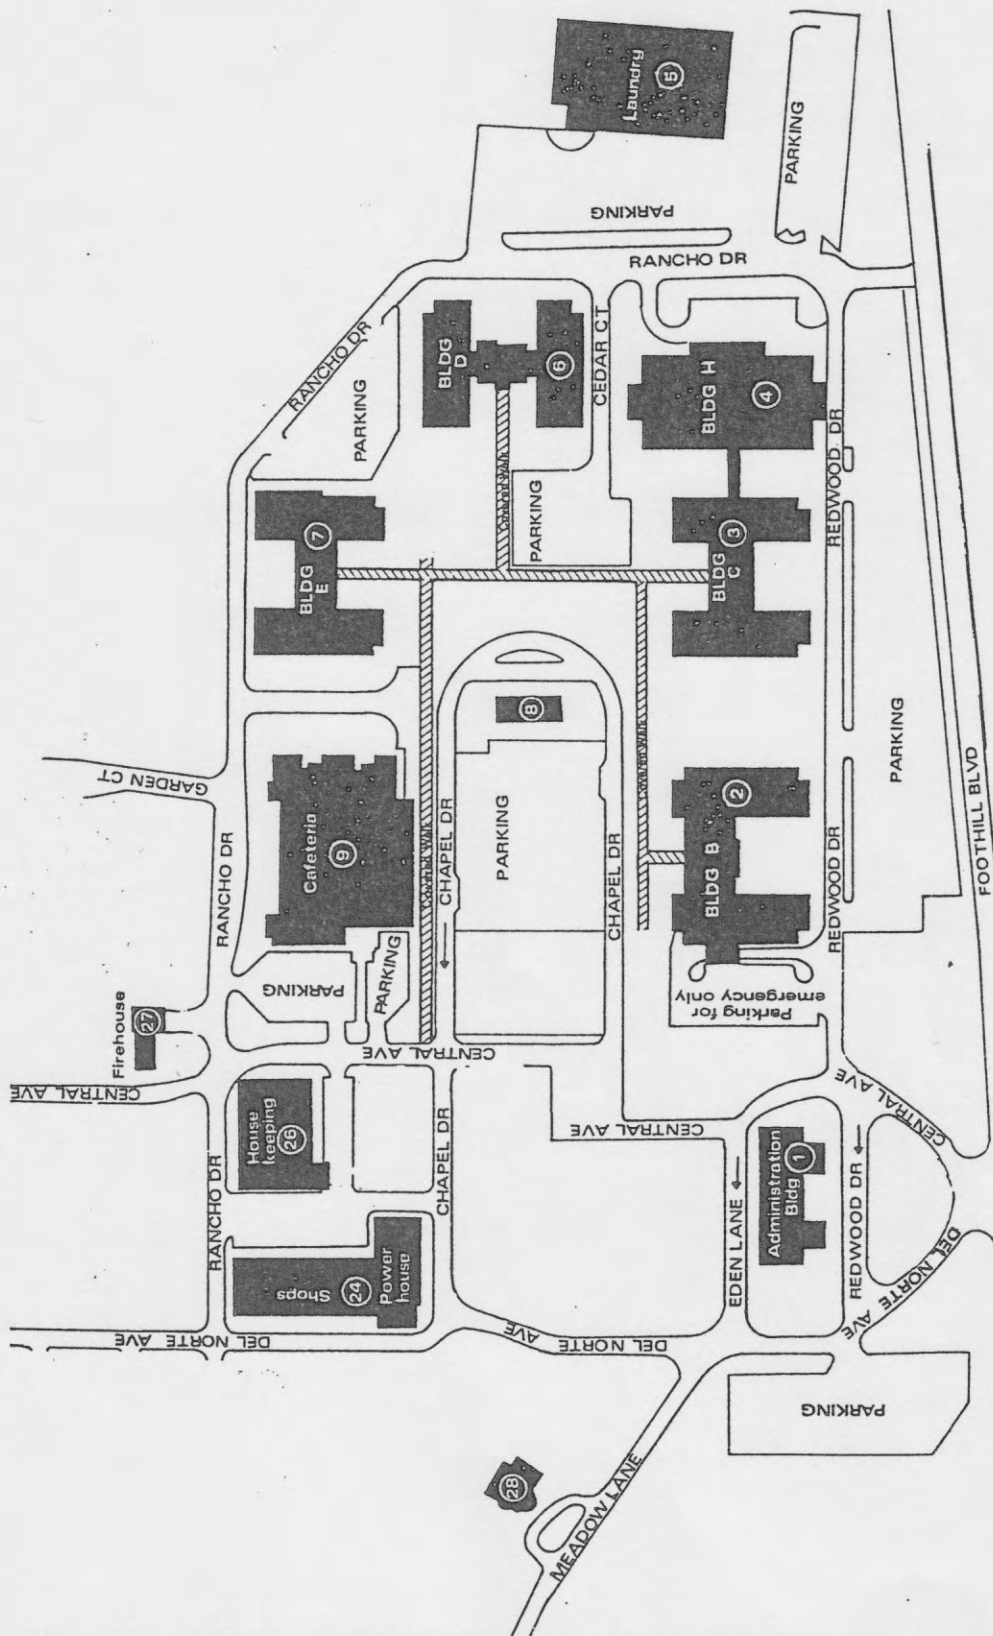 Firehouse
27
CENTRAL AVE
GARDEN CT
RANCHO DR
RANCHO DR
RANCHO DR
House
keeping
26
Shops
24
Power
house
DEL NORTE AVE
PARKING
PARKING
Cafeteria
9
BLDG
E
7
PARKING
BLDG
D
6
CEDAR CT
PARKING
Laundry
5
PARKING
RANCHO DR
PARKING
CENTRAL AVE
CHAPEL DR
CHAPEL DR
PARKING
8
CHAPEL DR
28
MEADOW LANE
DEL NORTE AVE
CENTRAL AVE
EDEN LANE
Administration
Bldg
1
REDWOOD DR
Parking for
emergency only
BLDG B
2
BLDG
C
3
BLDG H
4
REDWOOD DR
REDWOOD DR
PARKING
DEL NORTE AVE
CENTRAL AVE
PARKING
FOOTHILL BLVD